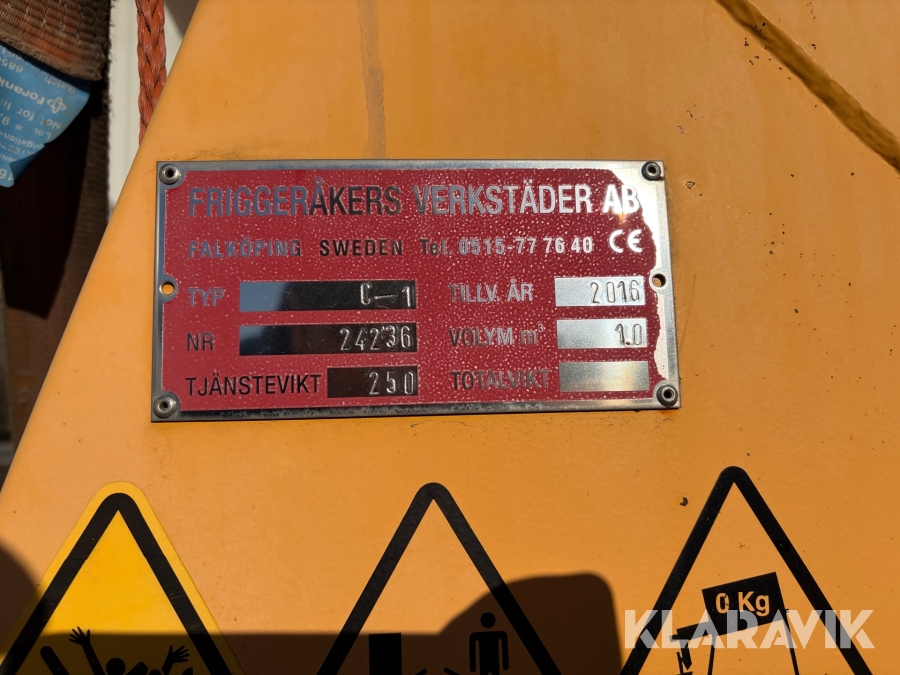 FRIGGERÅKERS VERKSTÄDER AB
FALKÖPING SWEDEN Tel. 0515-77 76 40 CE
TYP C-1 TILLV. ÅR 2016
NR 24236 VOLYM m³ 1.0
TJÄNSTEVIKT 250 TOTALVIKT
0 Kg
KLARAVIK